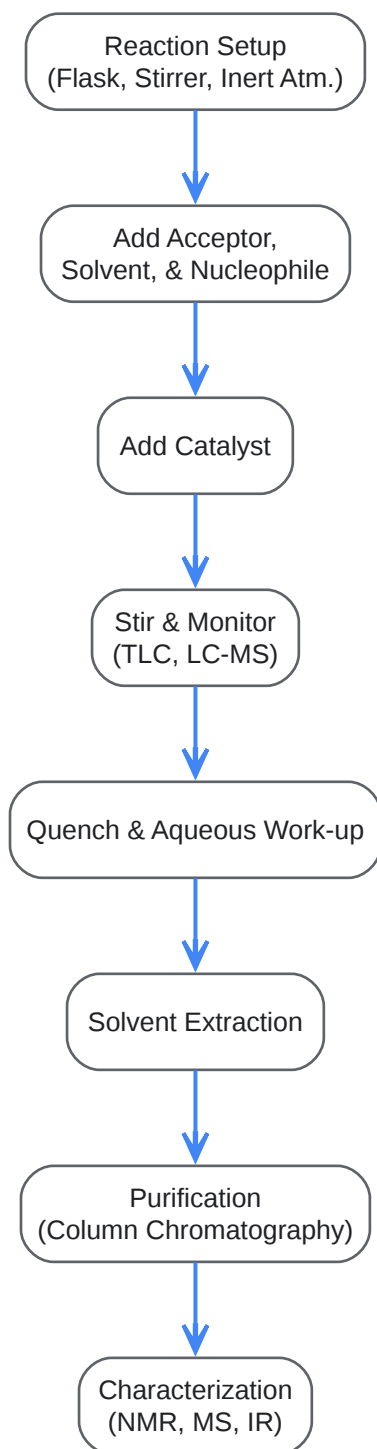 Reaction Setup
(Flask, Stirrer, Inert Atm.)
Add Acceptor,
Solvent, & Nucleophile
Add Catalyst
Stir & Monitor
(TLC, LC-MS)
Quench & Aqueous Work-up
Solvent Extraction
Purification
(Column Chromatography)
Characterization
(NMR, MS, IR)